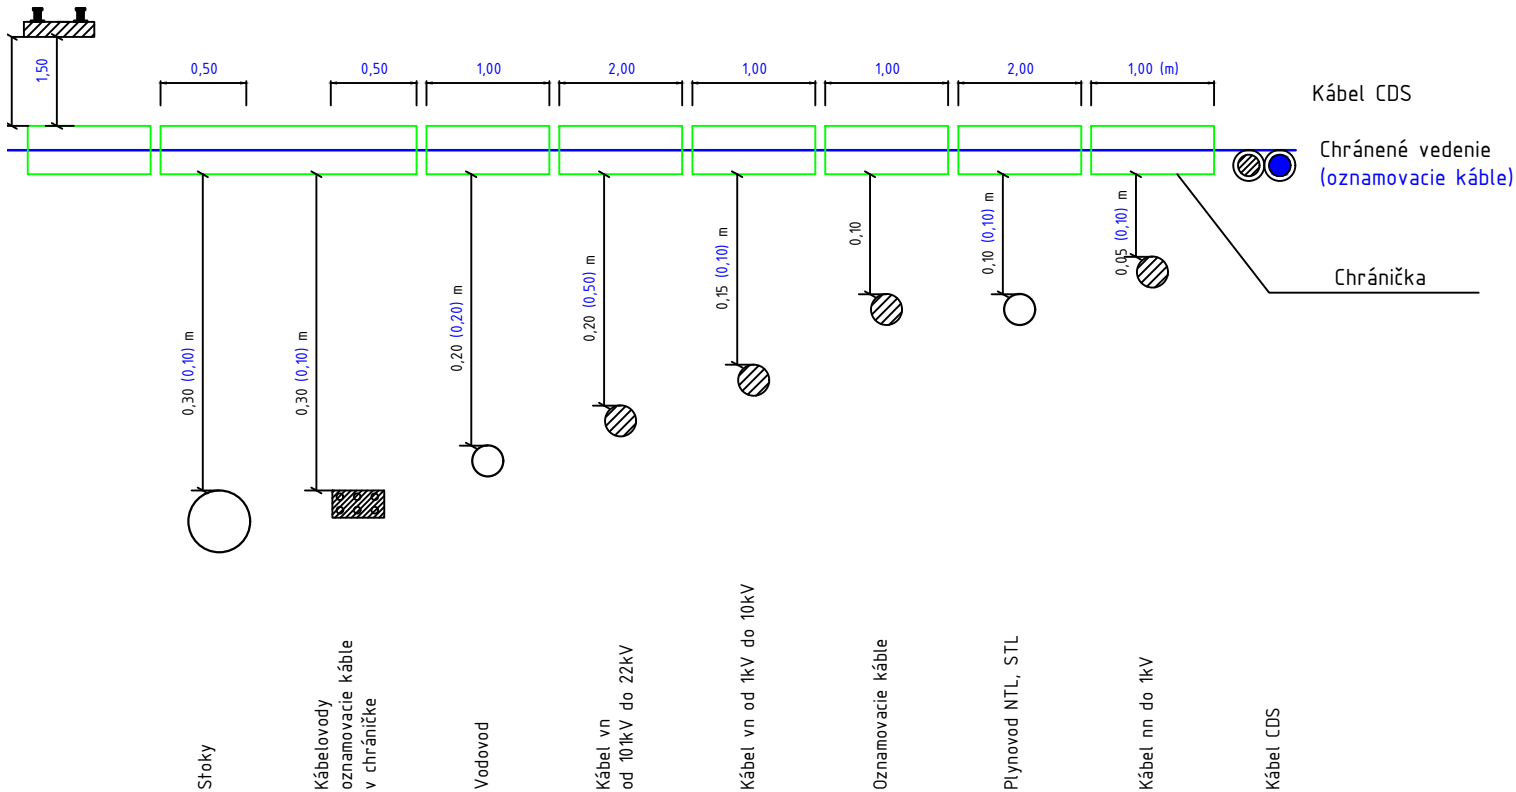 1,50
0,50
0,50
1,00
2,00
1,00
1,00
2,00
1,00 (m)
Kábel CDS
Chránené vedenie
(oznamovacie káble)
Chránička
0,30 (0,10) m
0,30 (0,10) m
0,20 (0,20) m
0,20 (0,50) m
0,15 (0,10) m
0,10
0,10 (0,10) m
0,05 (0,10) m
Stoky
Kábelovody
oznamovacie káble
v chráničke
Vodovod
Kábel vn
od 101kV do 22kV
Kábel vn od 1kV do 10kV
Oznamovacie káble
Plynovod NTL, STL
Kábel nn do 1kV
Kábel CDS